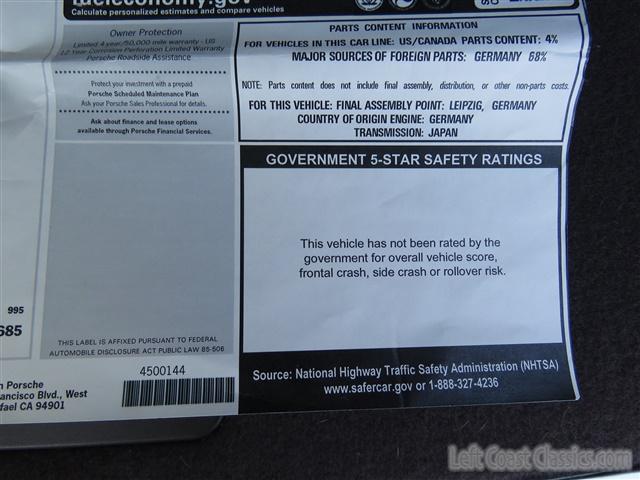 fueleconomy.gov
Calculate personalized estimates and compare vehicles
Owner Protection
Limited 4 year/50,000 mile warranty - US
12 Year Corrosion Perforation Limited Warranty
Porsche Roadside Assistance
Protect your investment with a prepaid
Porsche Scheduled Maintenance Plan
Ask your Porsche Sales Professional for details.
Ask about finance and lease options
available through Porsche Financial Services.
995
685
THIS LABEL IS AFFIXED PURSUANT TO FEDERAL
AUTOMOBILE DISCLOSURE ACT PUBLIC LAW 85-506
n Porsche
ancisco Blvd., West
afael CA 94901
4500144
PARTS CONTENT INFORMATION
FOR VEHICLES IN THIS CAR LINE: US/CANADA PARTS CONTENT: 4%
MAJOR SOURCES OF FOREIGN PARTS: GERMANY 68%
NOTE: Parts content does not include final assembly, distribution, or other non-parts costs.
FOR THIS VEHICLE: FINAL ASSEMBLY POINT: LEIPZIG, GERMANY
COUNTRY OF ORIGIN ENGINE: GERMANY
TRANSMISSION: JAPAN
GOVERNMENT 5-STAR SAFETY RATINGS
This vehicle has not been rated by the
government for overall vehicle score,
frontal crash, side crash or rollover risk.
Source: National Highway Traffic Safety Administration (NHTSA)
www.safercar.gov or 1-888-327-4236
Left Coast Classics.com